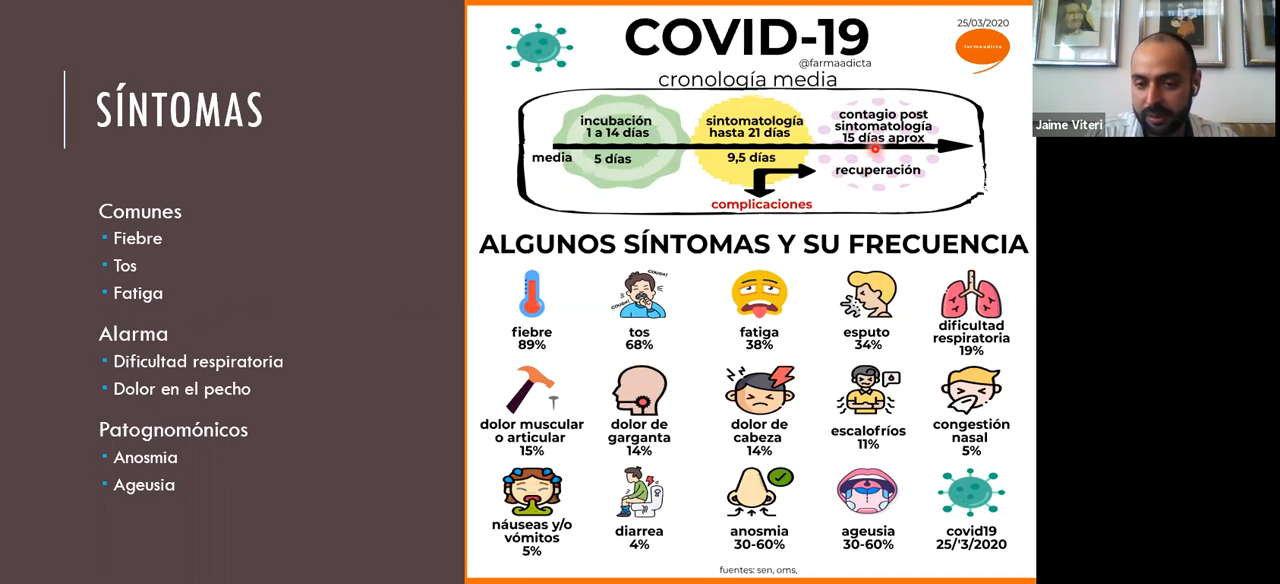 SÍNTOMAS
Comunes
Fiebre
Tos
Fatiga
Alarma
Dificultad respiratoria
Dolor en el pecho
Patognomónicos
Anosmia
Ageusia
COVID-19
@farmaadicta
cronología media
25/03/2020
farmaadicta
incubación
1 a 14 días
media
5 días
sintomatología
hasta 21 días
9,5 días
complicaciones
contagio post
sintomatología
15 días aprox
recuperación
ALGUNOS SÍNTOMAS Y SU FRECUENCIA
fiebre
89%
COUGH!
COUGH!
tos
68%
fatiga
38%
esputo
34%
dificultad
respiratoria
19%
dolor muscular
o articular
15%
dolor de
garganta
14%
dolor de
cabeza
14%
escalofríos
11%
congestión
nasal
5%
náuseas y/o
vómitos
5%
diarrea
4%
anosmia
30-60%
ageusia
30-60%
covid19
25/'3/2020
fuentes: sen, oms,
Jaime Viteri